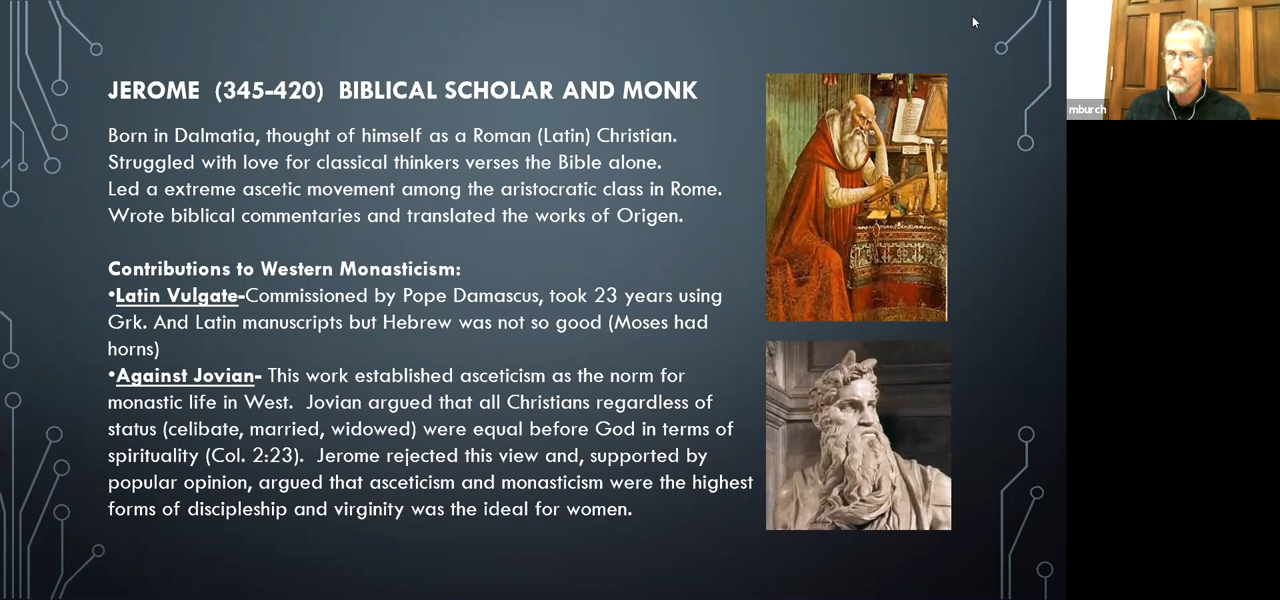 JEROME (345-420) BIBLICAL SCHOLAR AND MONK
Born in Dalmatia, thought of himself as a Roman (Latin) Christian.
Struggled with love for classical thinkers verses the Bible alone.
Led a extreme ascetic movement among the aristocratic class in Rome.
Wrote biblical commentaries and translated the works of Origen.
Contributions to Western Monasticism:
•Latin Vulgate-Commissioned by Pope Damascus, took 23 years using
Grk. And Latin manuscripts but Hebrew was not so good (Moses had
horns)
•Against Jovian- This work established asceticism as the norm for
monastic life in West. Jovian argued that all Christians regardless of
status (celibate, married, widowed) were equal before God in terms of
spirituality (Col. 2:23). Jerome rejected this view and, supported by
popular opinion, argued that asceticism and monasticism were the highest
forms of discipleship and virginity was the ideal for women.
mburch